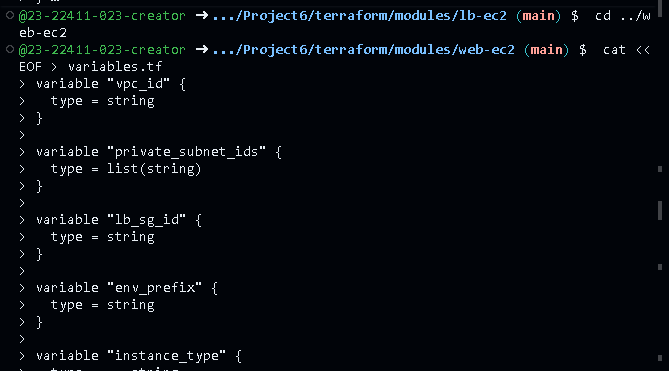 @23-22411-023-creator ➜.../Project6/terraform/modules/lb-ec2 (main) $ cd ../w
eb-ec2
@23-22411-023-creator ➜.../Project6/terraform/modules/web-ec2 (main) $ cat <<
EOF > variables.tf
> variable "vpc_id" {
>   type = string
> }
>
> variable "private_subnet_ids" {
>   type = list(string)
> }
>
> variable "lb_sg_id" {
>   type = string
> }
>
> variable "env_prefix" {
>   type = string
> }
>
> variable "instance_type" {